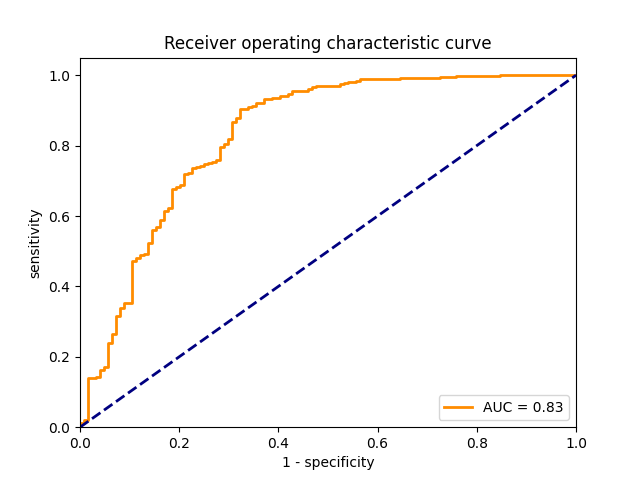 Receiver operating characteristic curve
1.0
0.8
0.6
0.4
0.2
0.0
sensitivity
AUC = 0.83
0.0 0.2 0.4 0.6 0.8 1.0
1 - specificity